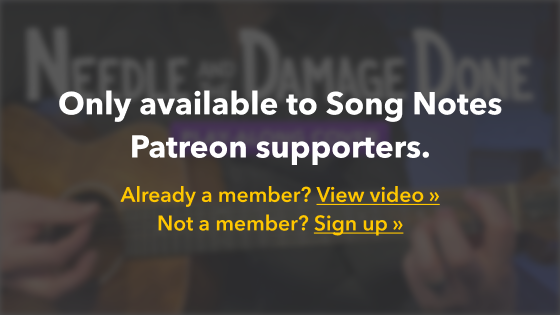 NEEDLE AND DAMAGE DONE
Only available to Song Notes
Patreon supporters.
Already a member? View video »
Not a member? Sign up »